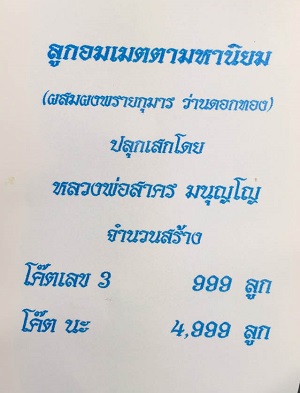 ลูกอมเมตตามหานิยม
(ผสมผงพรายกุมาร ว่านดอกทอง)
ปลุกเสกโดย
หลวงพ่อสาคร มนุญโญ
จำนวนสร้าง
โค๊ตเลข 3 999 ลูก
โค๊ต นะ 4,999 ลูก